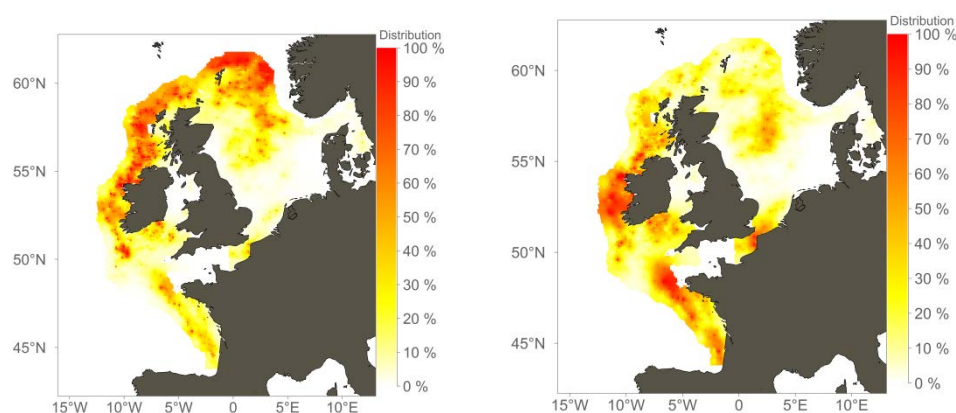 Distribution
100 %
90 %
80 %
70 %
60 %
50 %
40 %
30 %
20 %
10 %
0 %
60°N
55°N
50°N
45°N
15°W
10°W
5°W
0°
5°E
10°E
Distribution
100 %
90 %
80 %
70 %
60 %
50 %
40 %
30 %
20 %
10 %
0 %
60°N
55°N
50°N
45°N
15°W
10°W
5°W
0°
5°E
10°E